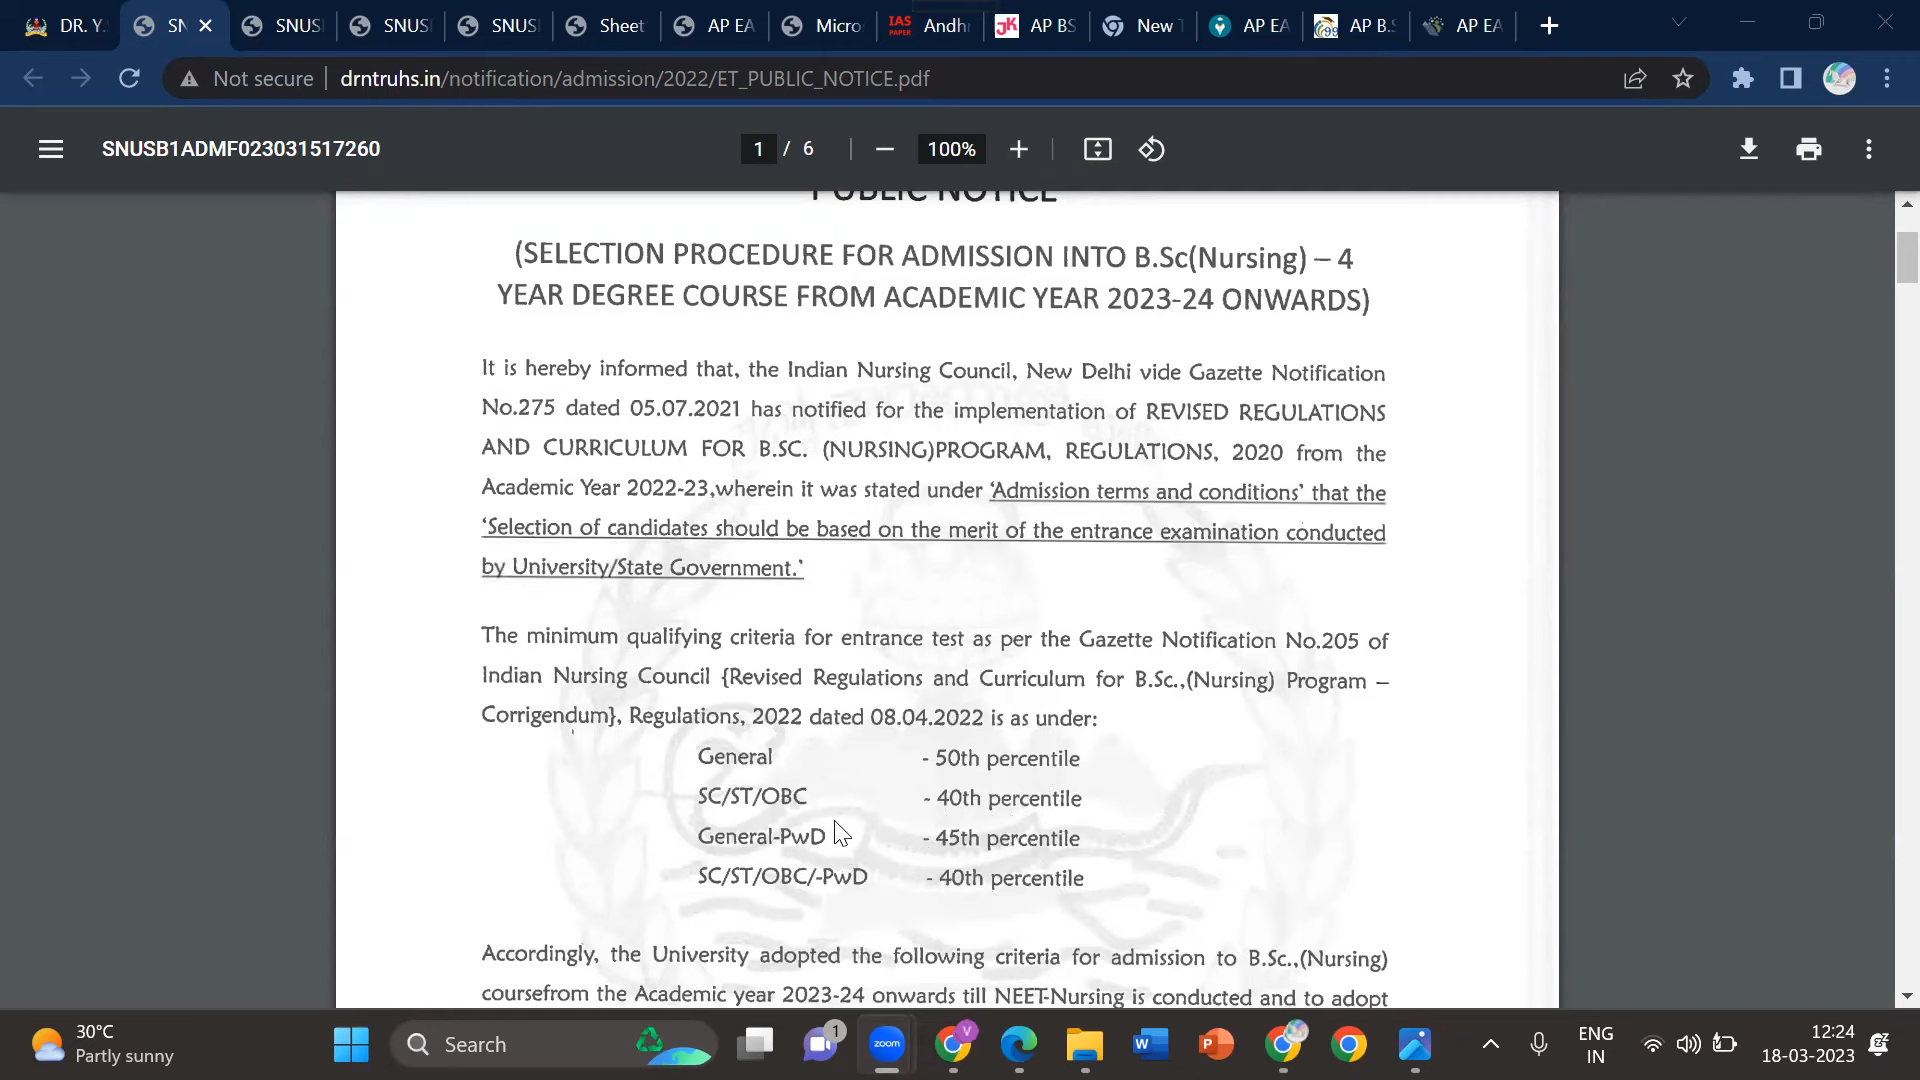 DR. Y.
SN
SNUS
SNUS
SNUS
Sheet
AP EA
Micro
IAS
PAPER
Andh
JK
AP BS
New T
AP EA
99
AP B.S
AP EA
Not secure
drntruhs.in/notification/admission/2022/ET_PUBLIC_NOTICE.pdf
SNUSB1ADMF023031517260
1 / 6
100%
PUBLIC NOTICE
(SELECTION PROCEDURE FOR ADMISSION INTO B.Sc(Nursing) – 4
YEAR DEGREE COURSE FROM ACADEMIC YEAR 2023-24 ONWARDS)
It is hereby informed that, the Indian Nursing Council, New Delhi vide Gazette Notification
No.275 dated 05.07.2021 has notified for the implementation of REVISED REGULATIONS
AND CURRICULUM FOR B.SC. (NURSING)PROGRAM, REGULATIONS, 2020 from the
Academic Year 2022-23,wherein it was stated under ‘Admission terms and conditions’ that the
‘Selection of candidates should be based on the merit of the entrance examination conducted
by University/State Government.’
The minimum qualifying criteria for entrance test as per the Gazette Notification No.205 of
Indian Nursing Council {Revised Regulations and Curriculum for B.Sc.,(Nursing) Program –
Corrigendum}, Regulations, 2022 dated 08.04.2022 is as under:
General - 50th percentile
SC/ST/OBC - 40th percentile
General-PwD - 45th percentile
SC/ST/OBC/-PwD - 40th percentile
Accordingly, the University adopted the following criteria for admission to B.Sc.,(Nursing)
coursefrom the Academic year 2023-24 onwards till NEET-Nursing is conducted and to adopt
30°C
Partly sunny
Search
1
zoom
V
W
P
ENG
IN
12:24
18-03-2023